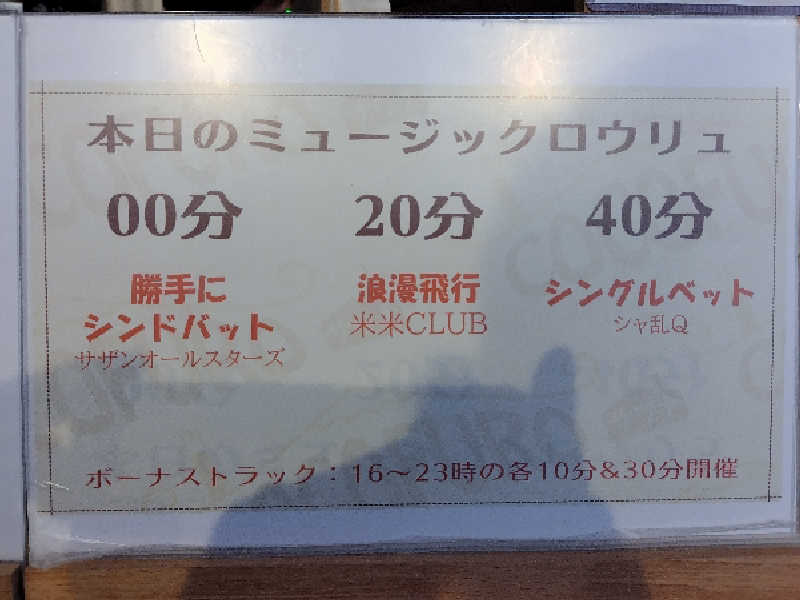 本日のミュージックロウリュ
00分 20分 40分
勝手に
シンドバット
サザンオールスターズ
浪漫飛行
米米CLUB
シングルベット
シャ乱Q
ボーナストラック：16〜23時の各10分&30分開催